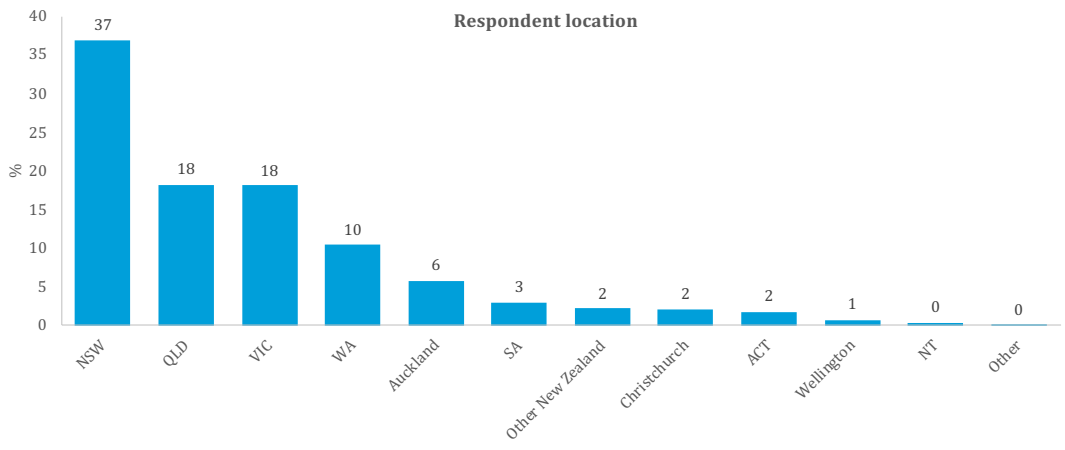 Respondent location
%
40
35
30
25
20
15
10
5
0
37
18
18
10
6
3
2
2
2
1
0
0
NSW
QLD
VIC
WA
Auckland
SA
Other New Zealand
Christchurch
ACT
Wellington
NT
Other